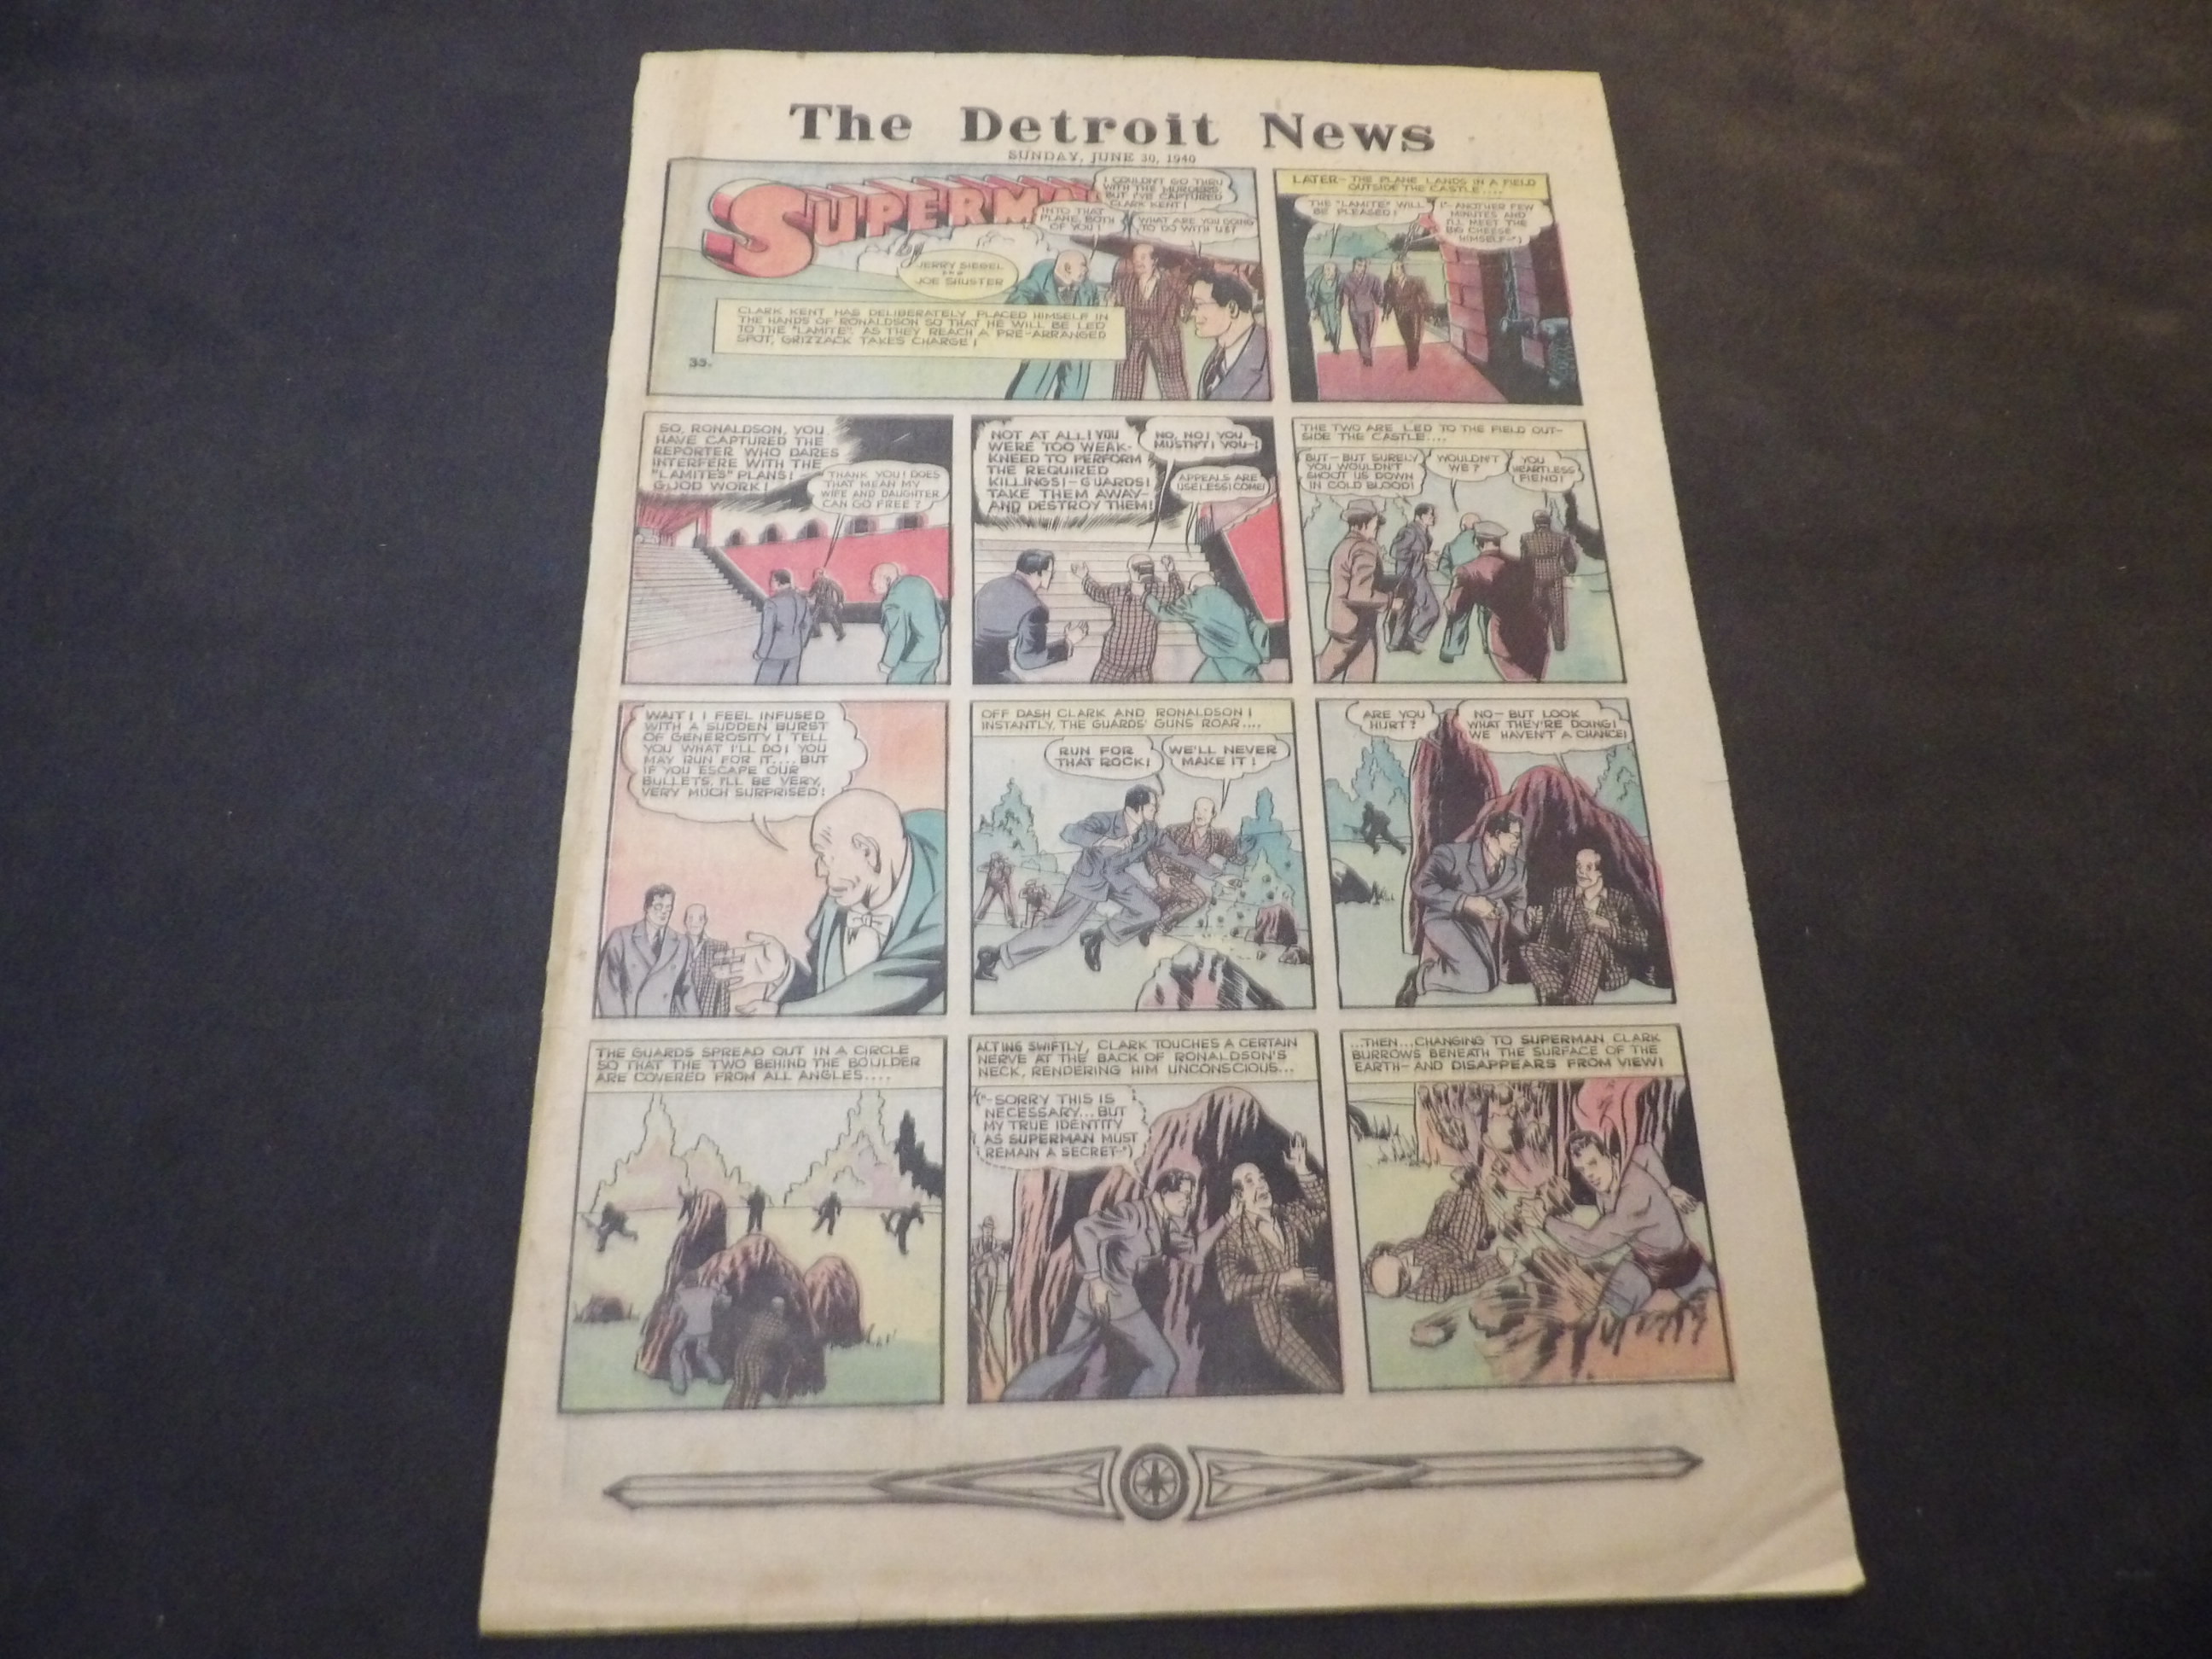 The Detroit News
SUNDAY, JUNE 30, 1940
SUPERM
by
JERRY SIEGEL
AND
JOE SHUSTER
I COULDN'T GO THRU
WITH THE MURDERS,
BUT I'VE CAPTURED
CLARK KENT!
INTO THAT
PLANE, BOTH
OF YOU!
WHAT ARE YOU GOING
TO DO WITH US?
CLARK KENT HAS DELIBERATELY PLACED HIMSELF IN
THE HANDS OF RONALDSON SO THAT HE WILL BE LED
TO THE "LAMITE". AS THEY REACH A PRE-ARRANGED
SPOT, GRIZZACK TAKES CHARGE!
35.
LATER- THE PLANE LANDS IN A FIELD
OUTSIDE THE CASTLE....
THE "LAMITE" WILL
BE PLEASED!
("-ANOTHER FEW
MINUTES AND
I'LL MEET THE
BIG CHEESE
HIMSELF-")
SO, RONALDSON, YOU
HAVE CAPTURED THE
REPORTER WHO DARES
INTERFERE WITH THE
"LAMITE'S" PLANS!
GOOD WORK!
THANK YOU! DOES
THAT MEAN MY
WIFE AND DAUGHTER
CAN GO FREE?
NOT AT ALL! YOU
WERE TOO WEAK-
KNEED TO PERFORM
THE REQUIRED
KILLINGS!-GUARDS!
TAKE THEM AWAY-
AND DESTROY THEM!
NO, NO! YOU
MUSTN'T! YOU-!
APPEALS ARE
USELESS! COME!
THE TWO ARE LED TO THE FIELD OUT-
SIDE THE CASTLE....
BUT- BUT SURELY
YOU WOULDN'T
SHOOT US DOWN
IN COLD BLOOD!
WOULDN'T
WE?
YOU
HEARTLESS
FIEND!
WAIT! I FEEL INFUSED
WITH A SUDDEN BURST
OF GENEROSITY! TELL
YOU WHAT I'LL DO! YOU
MAY RUN FOR IT.... BUT
IF YOU ESCAPE OUR
BULLETS, I'LL BE VERY,
VERY MUCH SURPRISED!
OFF DASH CLARK AND RONALDSON!
INSTANTLY, THE GUARDS' GUNS ROAR....
RUN FOR
THAT ROCK!
WE'LL NEVER
MAKE IT!
ARE YOU
HURT?
NO- BUT LOOK
WHAT THEY'RE DOING!
WE HAVEN'T A CHANCE!
THE GUARDS SPREAD OUT IN A CIRCLE
SO THAT THE TWO BEHIND THE BOULDER
ARE COVERED FROM ALL ANGLES....
ACTING SWIFTLY, CLARK TOUCHES A CERTAIN
NERVE AT THE BACK OF RONALDSON'S
NECK, RENDERING HIM UNCONSCIOUS...
("-SORRY THIS IS
NECESSARY... BUT
MY TRUE IDENTITY
AS SUPERMAN MUST
REMAIN A SECRET-")
...THEN...CHANGING TO SUPERMAN CLARK
BURROWS BENEATH THE SURFACE OF THE
EARTH- AND DISAPPEARS FROM VIEW!